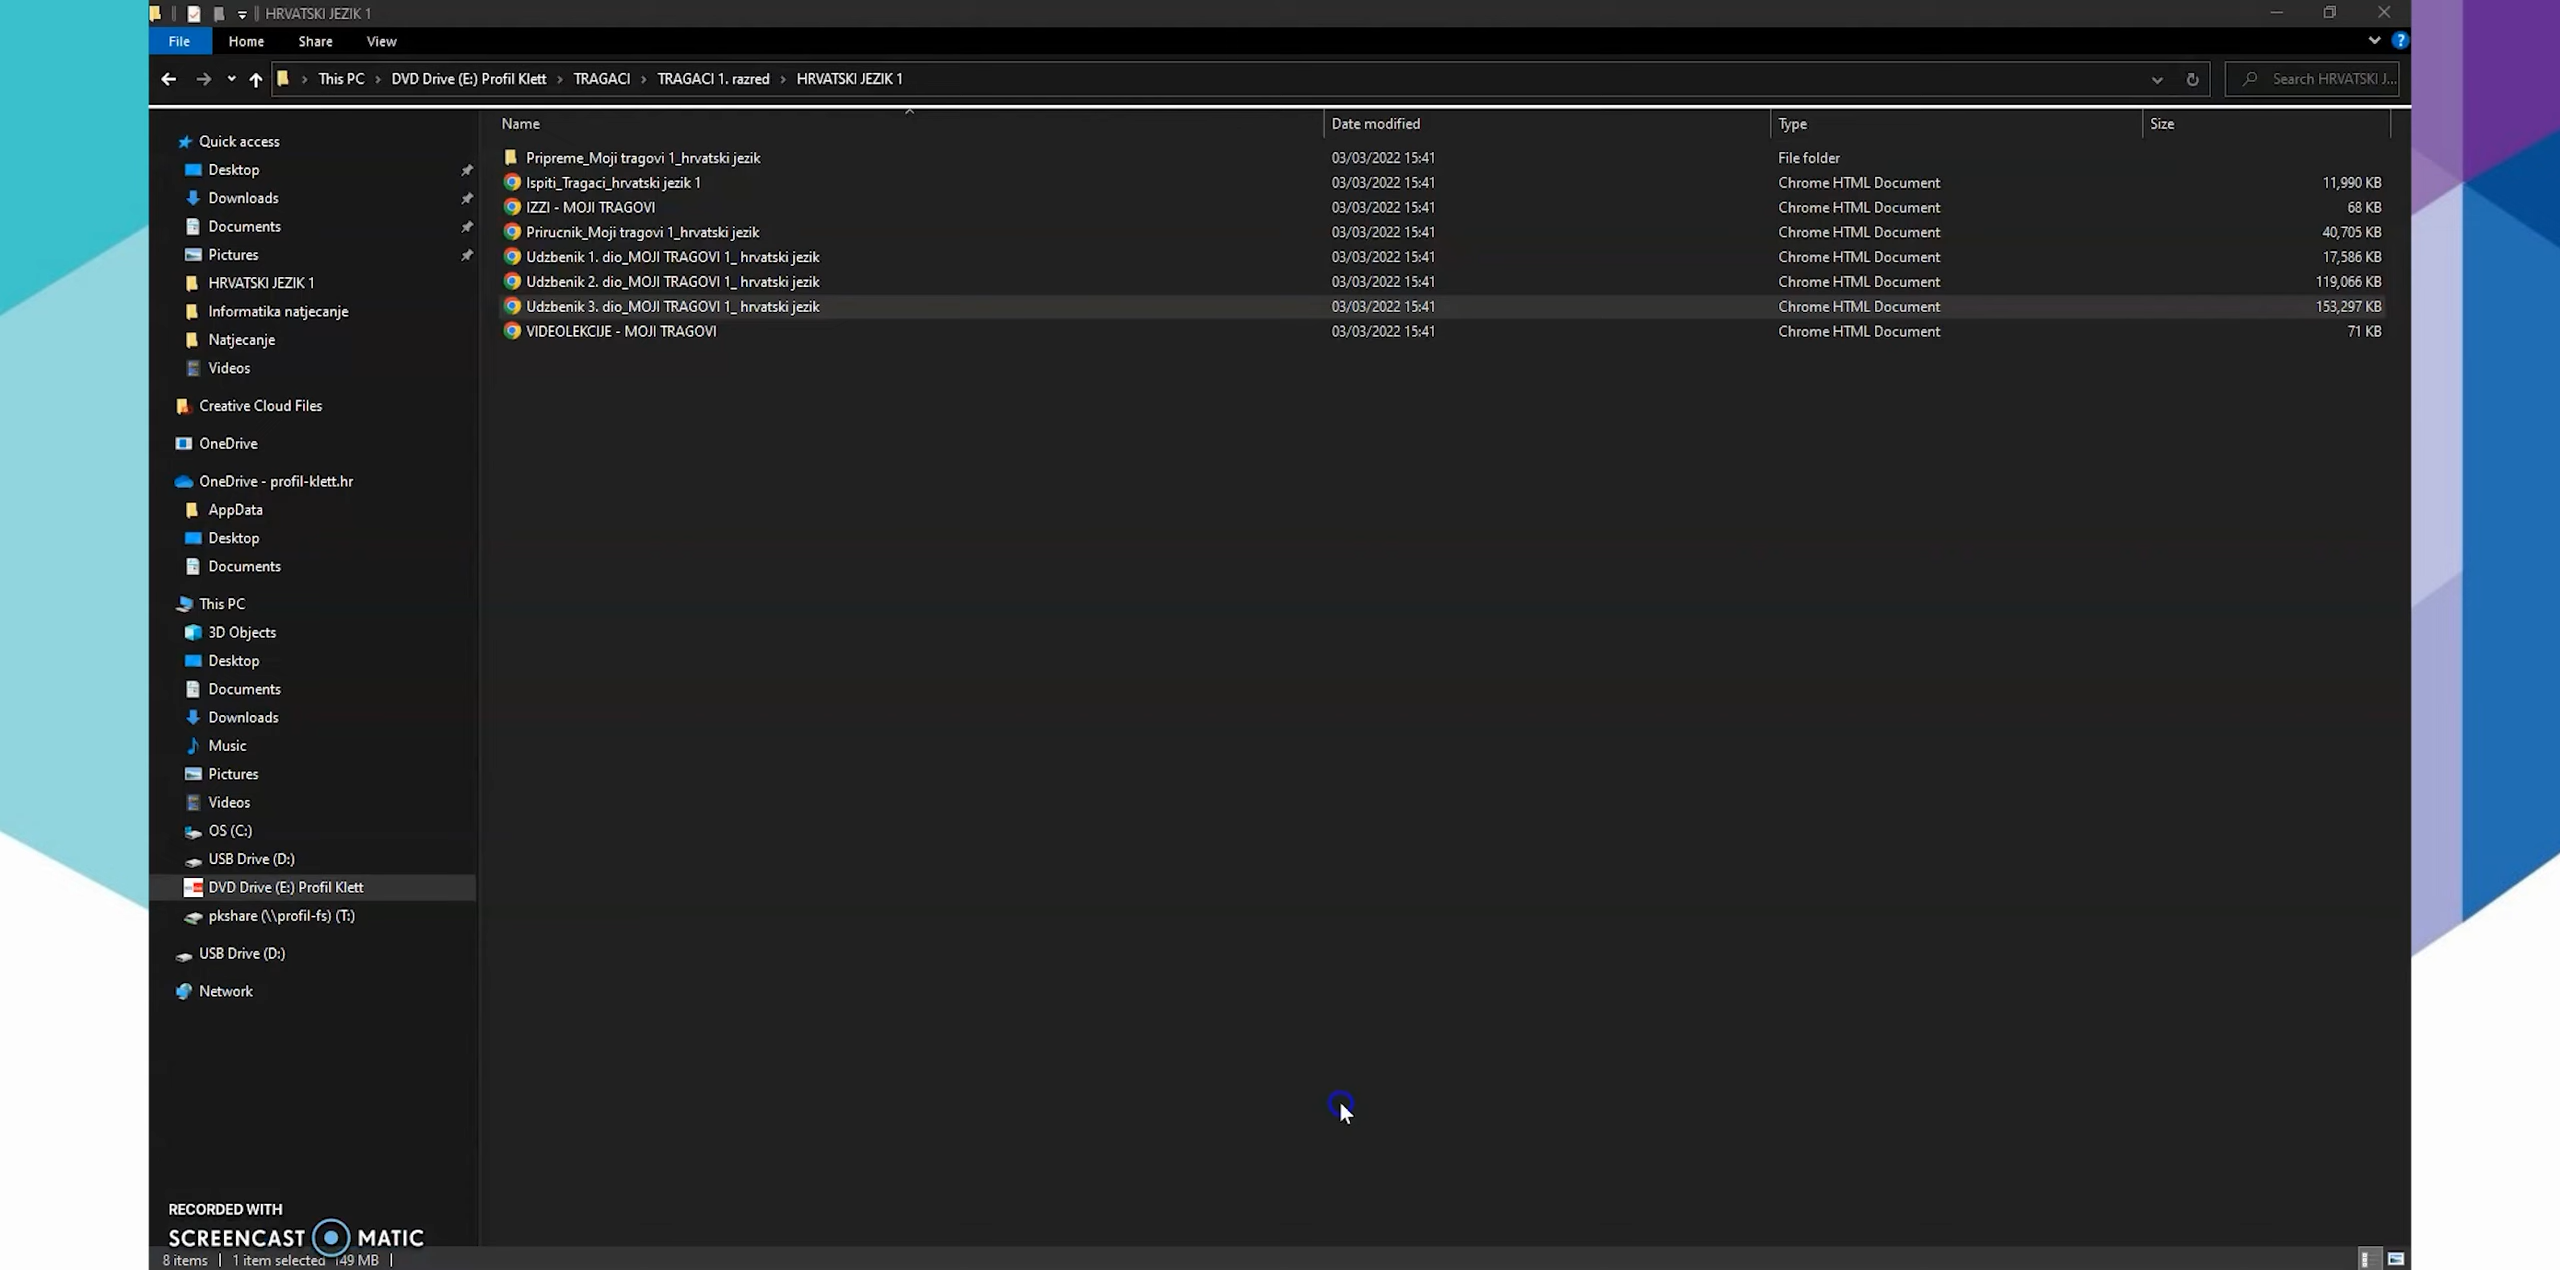 HRVATSKI JEZIK 1
File Home Share View
This PC DVD Drive (E:) Profil Klett TRAGACI TRAGACI 1. razred HRVATSKI JEZIK 1
Search HRVATSKI J...
Name Date modified Type Size
Pripreme_Moji tragovi 1_hrvatski jezik 03/03/2022 15:41 File folder
Ispiti_Tragaci_hrvatski jezik 1 03/03/2022 15:41 Chrome HTML Document 11,990 KB
IZZI - MOJI TRAGOVI 03/03/2022 15:41 Chrome HTML Document 68 KB
Prirucnik_Moji tragovi 1_hrvatski jezik 03/03/2022 15:41 Chrome HTML Document 40,705 KB
Udzbenik 1. dio_MOJI TRAGOVI 1_ hrvatski jezik 03/03/2022 15:41 Chrome HTML Document 17,586 KB
Udzbenik 2. dio_MOJI TRAGOVI 1_ hrvatski jezik 03/03/2022 15:41 Chrome HTML Document 119,066 KB
Udzbenik 3. dio_MOJI TRAGOVI 1_ hrvatski jezik 03/03/2022 15:41 Chrome HTML Document 153,297 KB
VIDEOLEKCIJE - MOJI TRAGOVI 03/03/2022 15:41 Chrome HTML Document 71 KB
Quick access
Desktop
Downloads
Documents
Pictures
HRVATSKI JEZIK 1
Informatika natjecanje
Natjecanje
Videos
Creative Cloud Files
OneDrive
OneDrive - profil-klett.hr
AppData
Desktop
Documents
This PC
3D Objects
Desktop
Documents
Downloads
Music
Pictures
Videos
OS (C:)
USB Drive (D:)
DVD Drive (E:) Profil Klett
pkshare (\\profil-fs) (T:)
USB Drive (D:)
Network
RECORDED WITH
SCREENCAST MATIC
8 items 1 item selected 149 MB